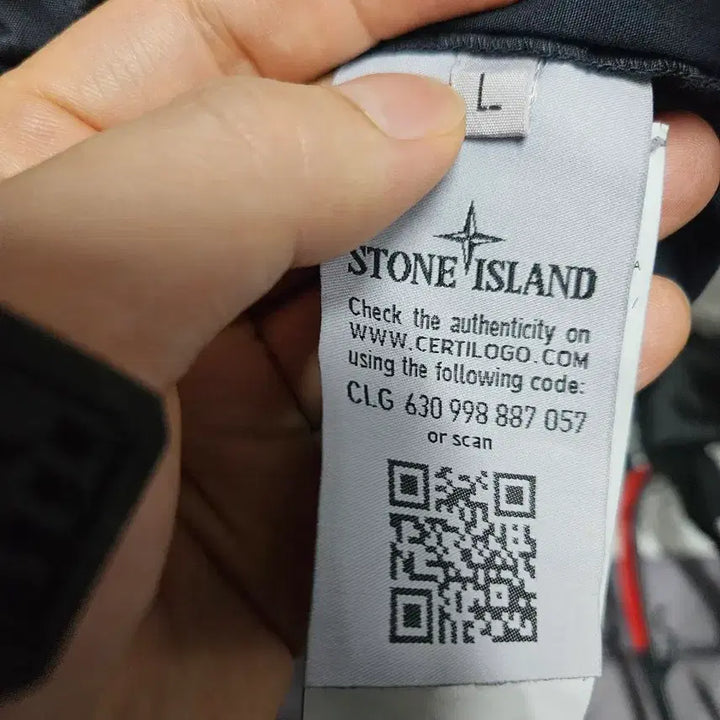 L
STONE ISLAND
Check the authenticity on
WWW.CERTILOGO.COM
using the following code:
CLG 630 998 887 057
or scan